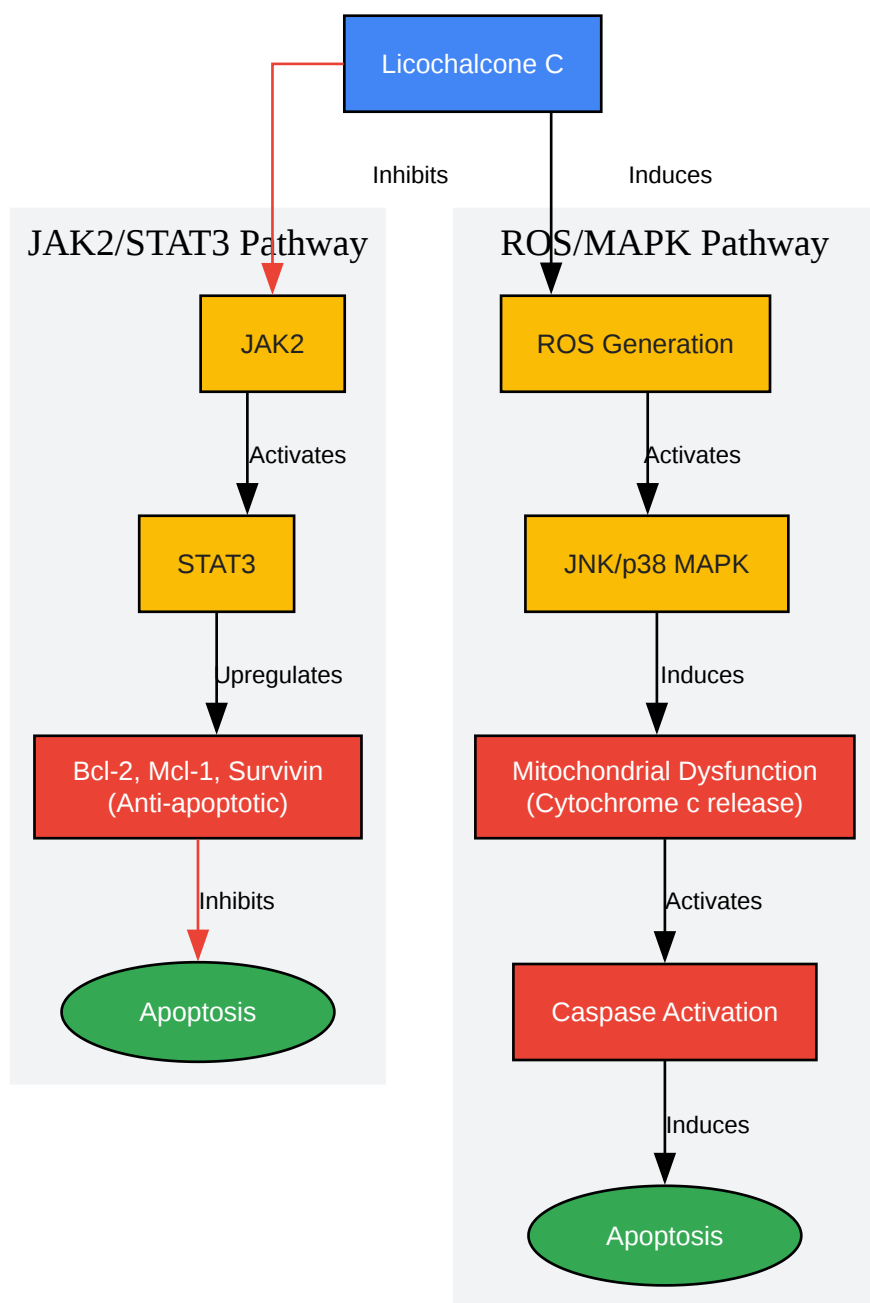 Licochalcone C
Inhibits
Induces
JAK2/STAT3 Pathway
JAK2
Activates
STAT3
Upregulates
Bcl-2, Mcl-1, Survivin
(Anti-apoptotic)
Inhibits
Apoptosis
ROS/MAPK Pathway
ROS Generation
Activates
JNK/p38 MAPK
Induces
Mitochondrial Dysfunction
(Cytochrome c release)
Activates
Caspase Activation
Induces
Apoptosis